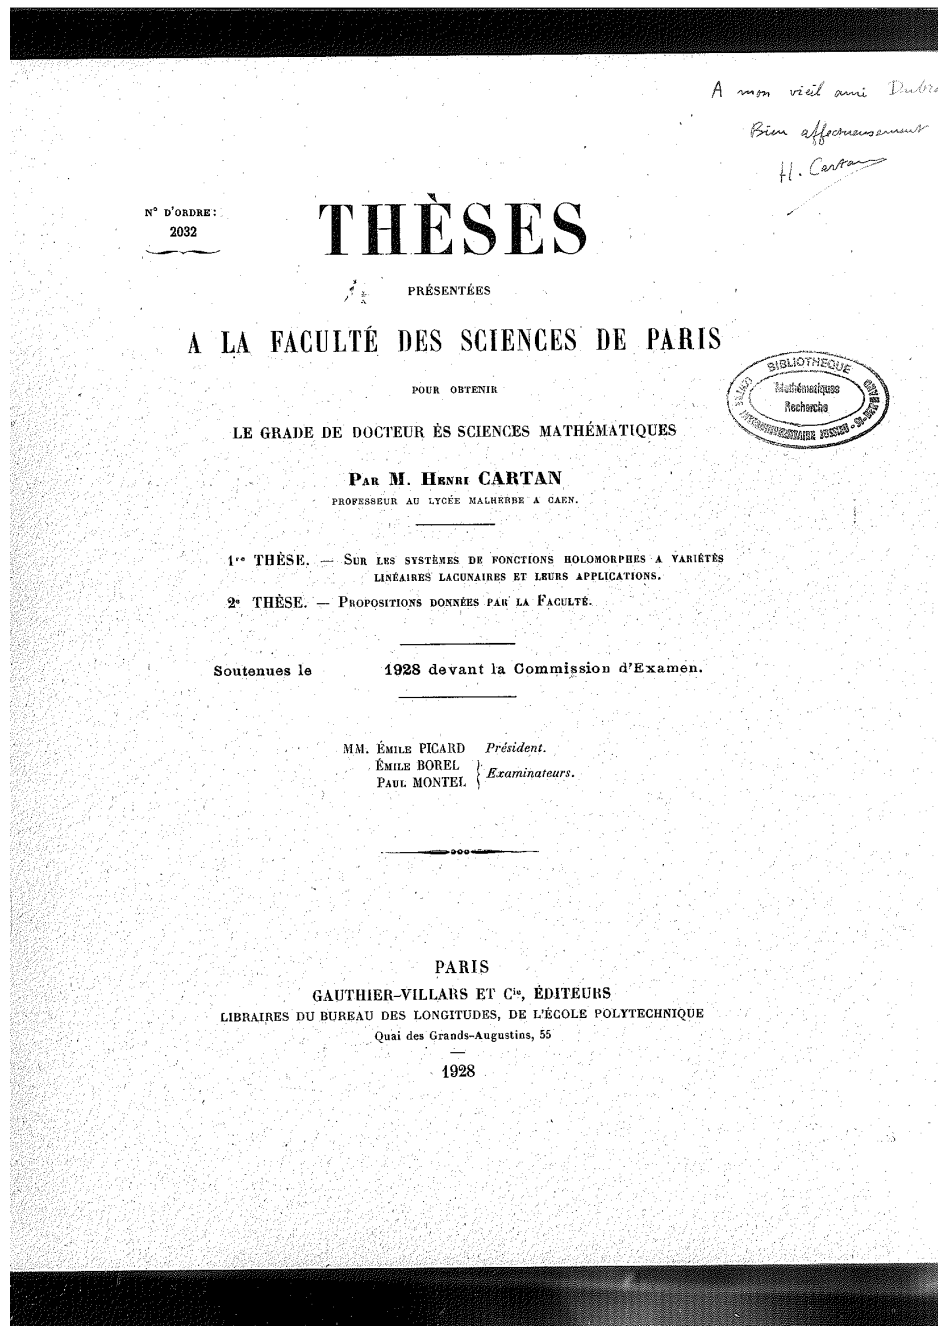 A mon vieil ami
Bien affectueusement
H. Cartan
N° D'ORDRE:
2032
THÈSES
PRÉSENTÉES
A LA FACULTÉ DES SCIENCES DE PARIS
POUR OBTENIR
LE GRADE DE DOCTEUR ÈS SCIENCES MATHÉMATIQUES
PAR M. HENRI CARTAN
PROFESSEUR AU LYCÉE MALHERBE A CAEN.
BIBLIOTHEQUE
Mathématiques
Recherche
INTERUNIVERSITAIRE JUSSIEU
1re THÈSE. — SUR LES SYSTÈMES DE FONCTIONS HOLOMORPHES A VARIÉTÉS
LINÉAIRES LACUNAIRES ET LEURS APPLICATIONS.
2e THÈSE. — PROPOSITIONS DONNÉES PAR LA FACULTÉ.
Soutenues le 1928 devant la Commission d'Examen.
MM. ÉMILE PICARD Président.
ÉMILE BOREL
Examinateurs.
PAUL MONTEL
PARIS
GAUTHIER-VILLARS ET Cie, ÉDITEURS
LIBRAIRES DU BUREAU DES LONGITUDES, DE L'ÉCOLE POLYTECHNIQUE
Quai des Grands-Augustins, 55
1928